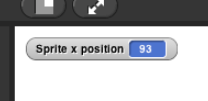 Sprite x position 93